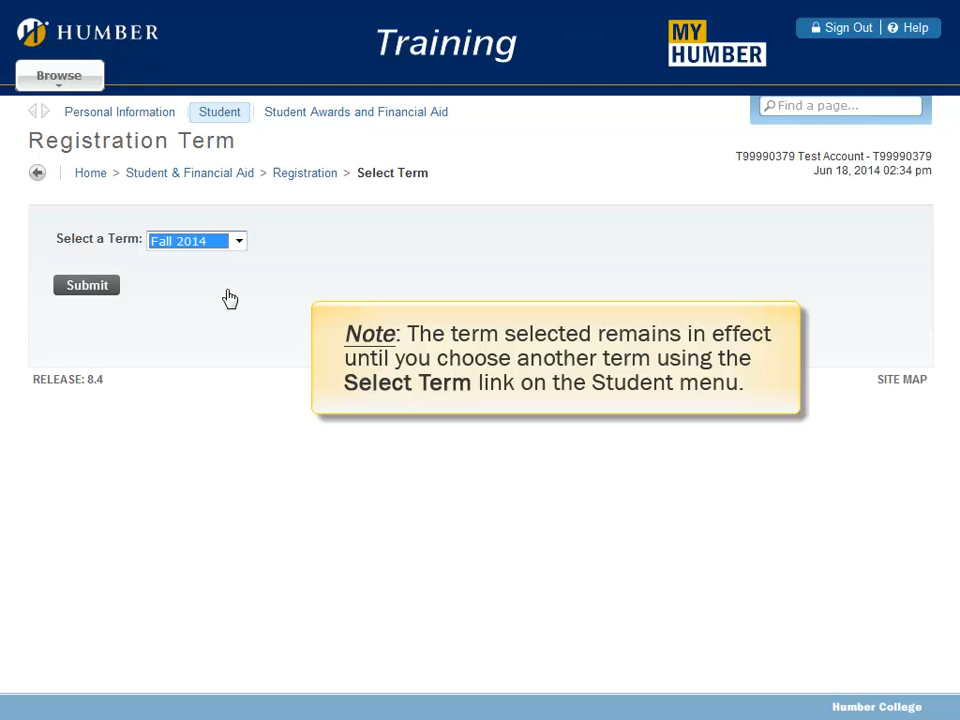 HUMBER
Training
MY
HUMBER
Sign Out
Help
Browse
Personal Information
Student
Student Awards and Financial Aid
Find a page...
Registration Term
T99990379 Test Account - T99990379
Jun 18, 2014 02:34 pm
Home > Student & Financial Aid > Registration > Select Term
Select a Term: Fall 2014
Submit
Note: The term selected remains in effect
until you choose another term using the
Select Term link on the Student menu.
RELEASE: 8.4
SITE MAP
Humber College